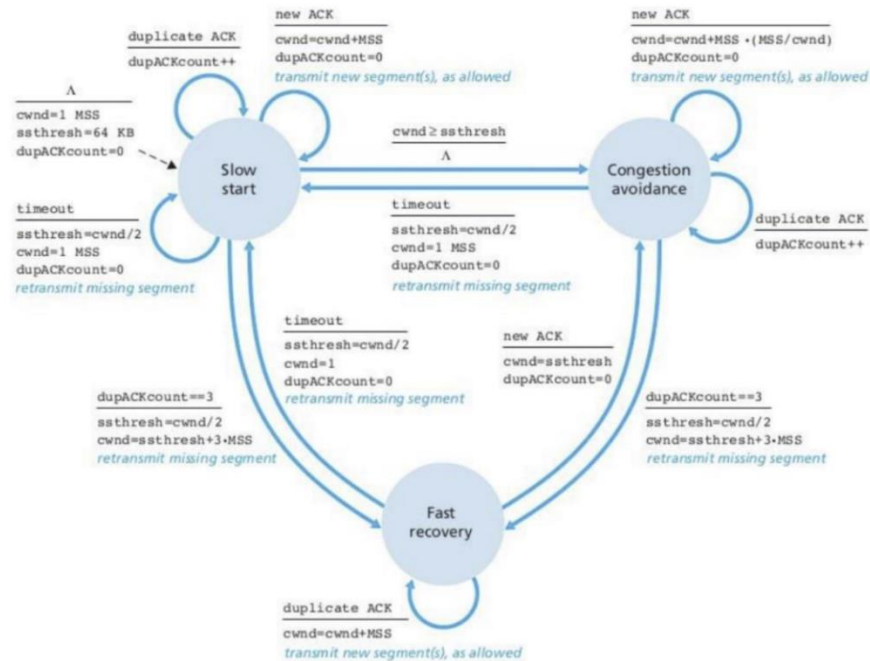 new ACK
cwnd=cwnd+MSS
dupACKcount=0
transmit new segment(s), as allowed
new ACK
cwnd=cwnd+MSS •(MSS/cwnd)
dupACKcount=0
transmit new segment(s), as allowed
duplicate ACK
dupACKcount++
Λ
cwnd=1 MSS
ssthresh=64 KB
dupACKcount=0
Slow
start
cwnd≥ssthresh
Λ
Congestion
avoidance
timeout
ssthresh=cwnd/2
cwnd=1 MSS
dupACKcount=0
retransmit missing segment
timeout
ssthresh=cwnd/2
cwnd=1 MSS
dupACKcount=0
retransmit missing segment
duplicate ACK
dupACKcount++
timeout
ssthresh=cwnd/2
cwnd=1
dupACKcount=0
retransmit missing segment
new ACK
cwnd=ssthresh
dupACKcount=0
dupACKcount==3
ssthresh=cwnd/2
cwnd=ssthresh+3•MSS
retransmit missing segment
dupACKcount==3
ssthresh=cwnd/2
cwnd=ssthresh+3•MSS
retransmit missing segment
Fast
recovery
duplicate ACK
cwnd=cwnd+MSS
transmit new segment(s), as allowed